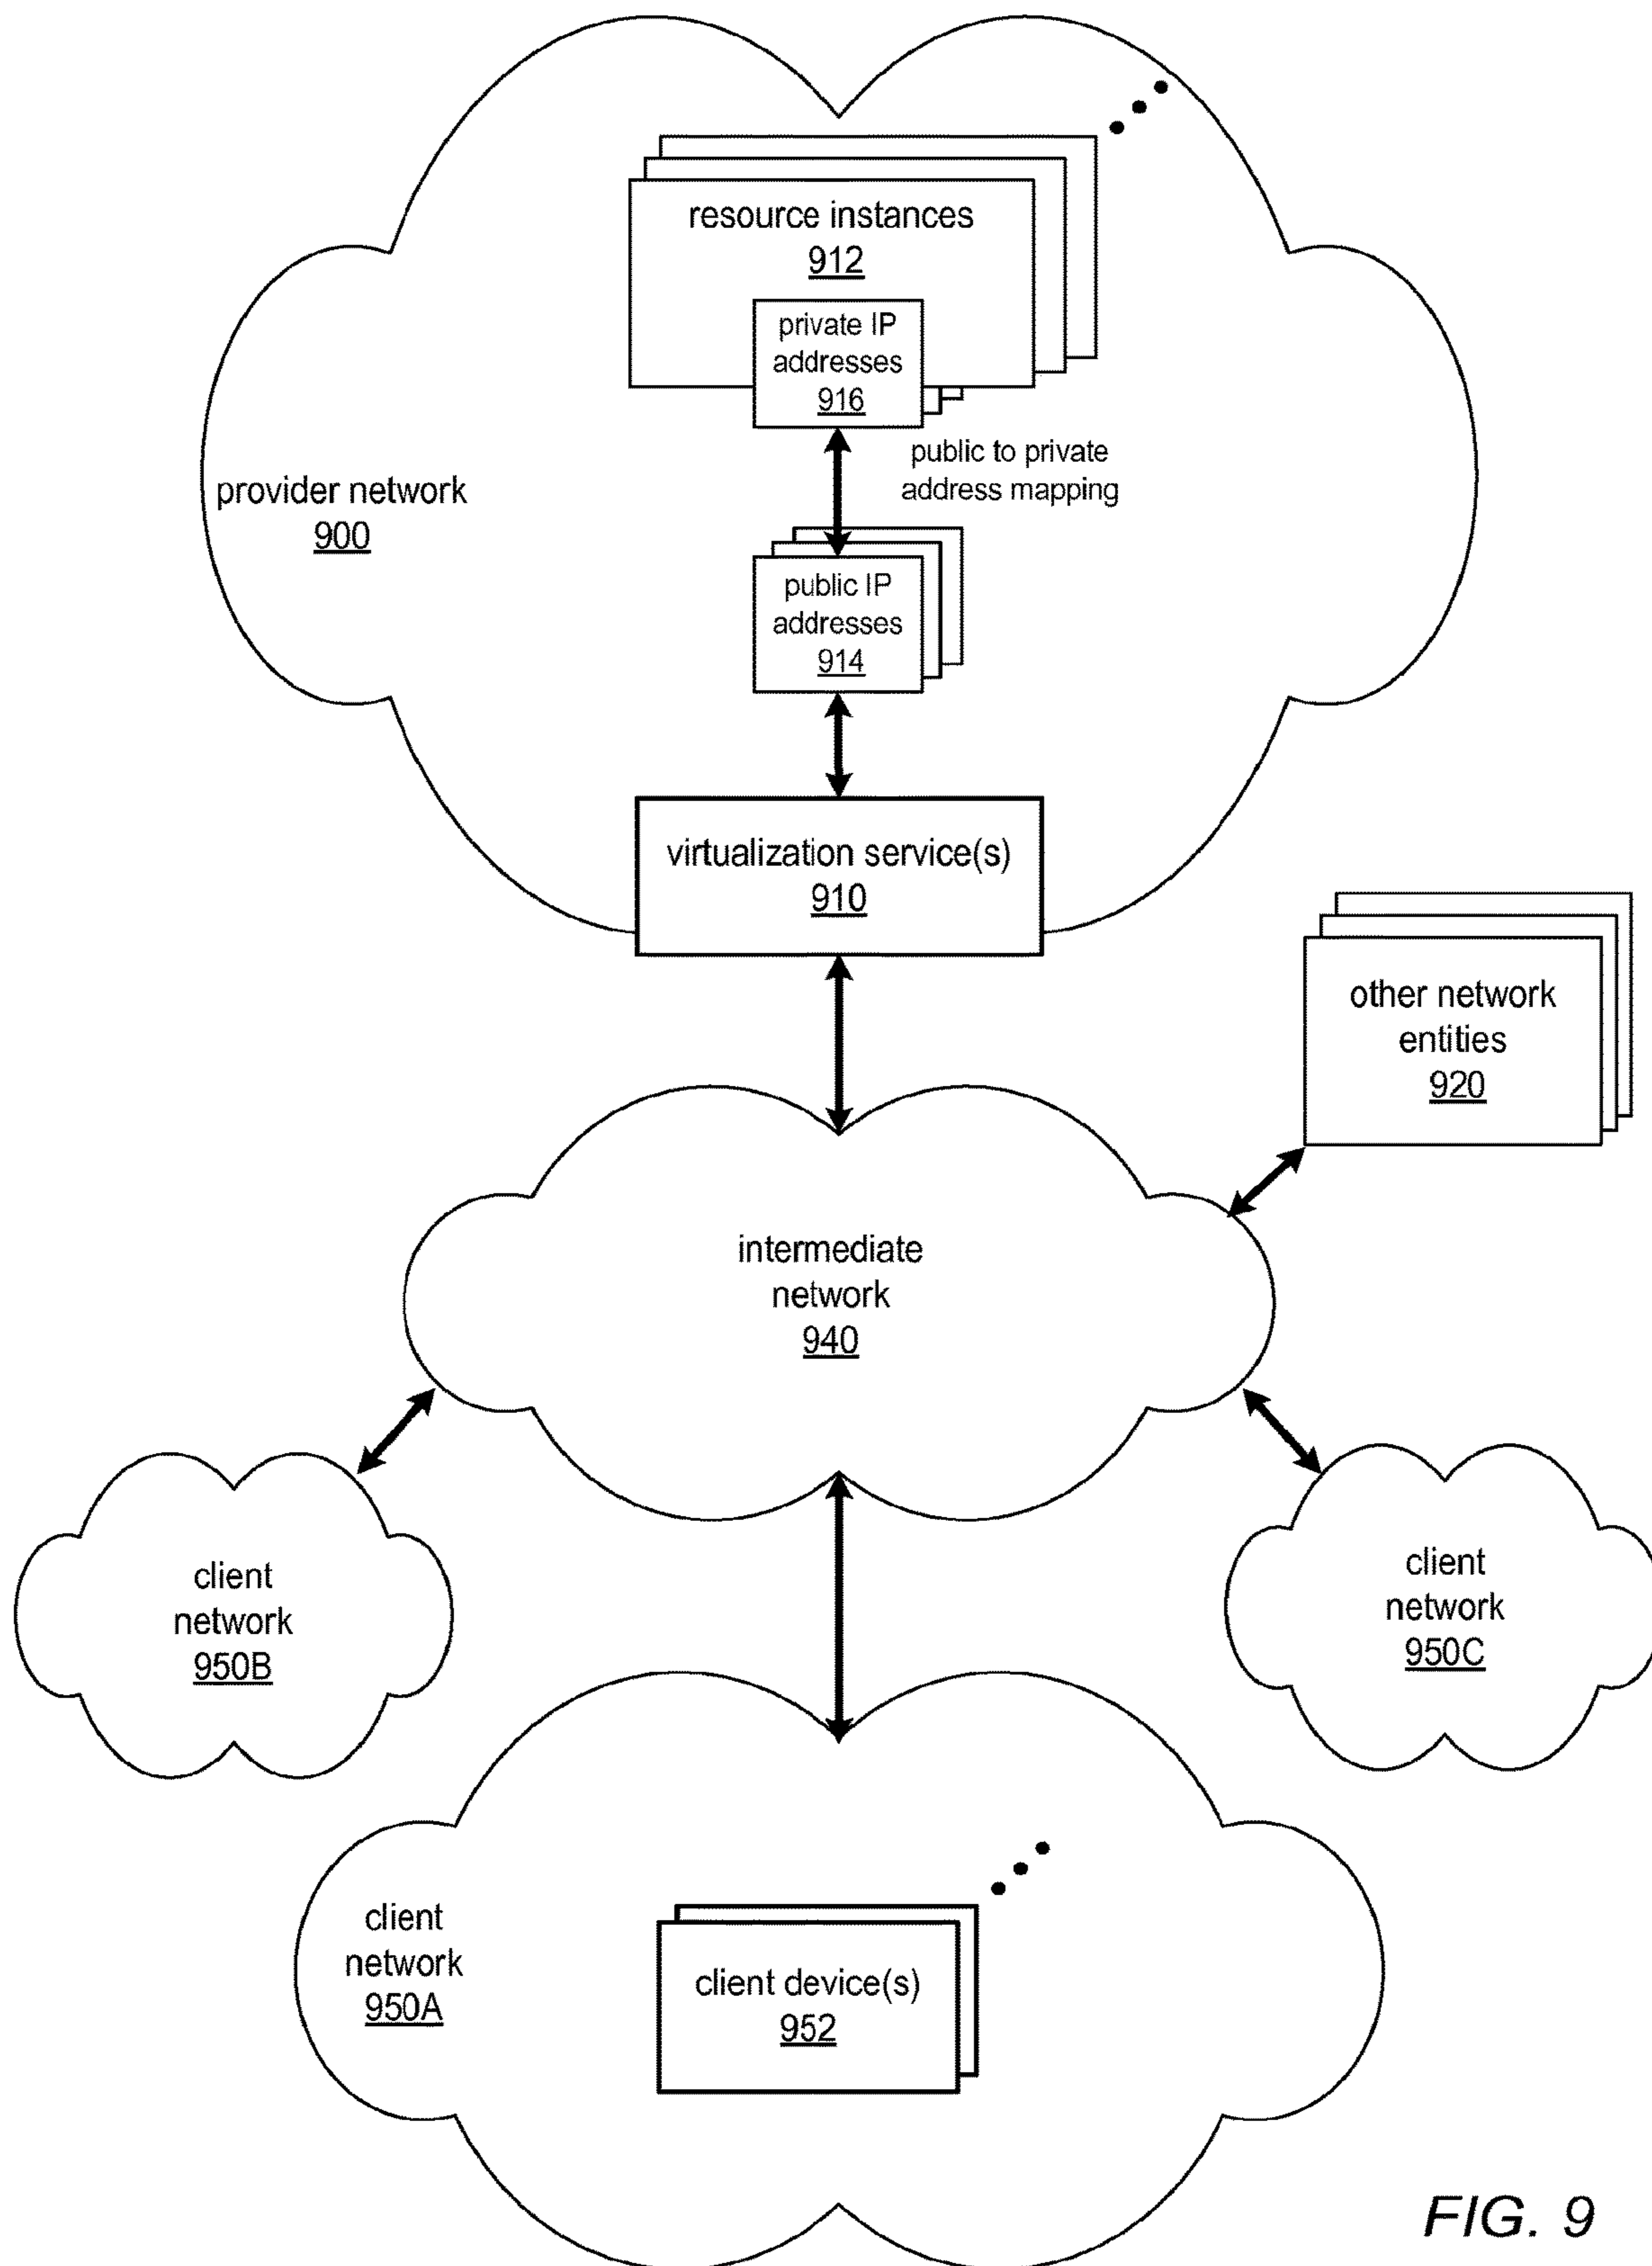 resource instances
912
private IP
addresses
916
public to private
address mapping
provider network
900
public IP
addresses
914
virtualization service(s)
910
other network
entities
920
intermediate
network
940
client
network
950B
client
network
950C
client
network
950A
client device(s)
952
FIG. 9